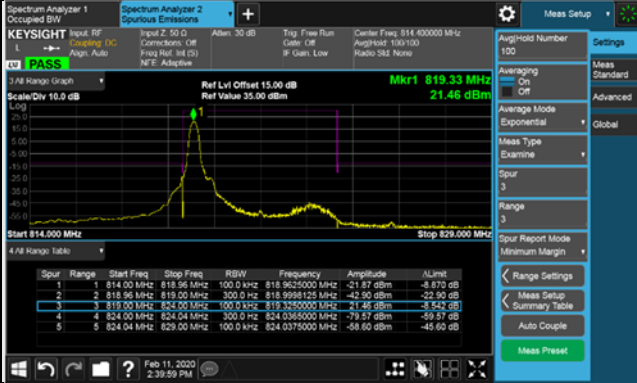 Spectrum Analyzer 1
Occupied BW
Spectrum Analyzer 2
Spurious Emissions
Meas Setup
KEYSIGHT
L
Input: RF
Coupling: DC
Align: Auto
Input Z: 50 Ω
Corrections: Off
Freq Ref: Int (S)
NFE: Adaptive
Atten: 30 dB
Trig: Free Run
Gate: Off
IF Gain: Low
Center Freq: 814.400000 MHz
Avg|Hold: 100/100
Radio Std: None
PASS
3 All Range Graph
Scale/Div 10.0 dB
Ref Lvl Offset 15.00 dB
Ref Value 35.00 dBm
Mkr1 819.33 MHz
21.46 dBm
Log
25.0
15.0
5.00
-5.00
-15.0
-25.0
-35.0
-45.0
-55.0
1
Start 814.000 MHz
Stop 829.000 MHz
4 All Range Table
Spur Range Start Freq Stop Freq RBW Frequency Amplitude ΔLimit
1 1 814.00 MHz 818.96 MHz 100.0 kHz 818.9625000 MHz -21.87 dBm -8.870 dB
2 2 818.96 MHz 819.00 MHz 300.0 Hz 818.9998125 MHz -42.90 dBm -22.90 dB
3 3 819.00 MHz 824.00 MHz 100.0 kHz 819.3250000 MHz 21.46 dBm -8.542 dB
4 4 824.00 MHz 824.04 MHz 300.0 Hz 824.0365000 MHz -79.57 dBm -59.57 dB
5 5 824.04 MHz 829.00 MHz 100.0 kHz 824.0375000 MHz -58.60 dBm -45.60 dB
Feb 11, 2020
2:39:59 PM
Avg|Hold Number
100
Averaging
On
Off
Average Mode
Exponential
Meas Type
Examine
Spur
3
Range
3
Spur Report Mode
Minimum Margin
Range Settings
Meas Setup
Summary Table
Auto Couple
Meas Preset
Settings
Meas
Standard
Advanced
Global